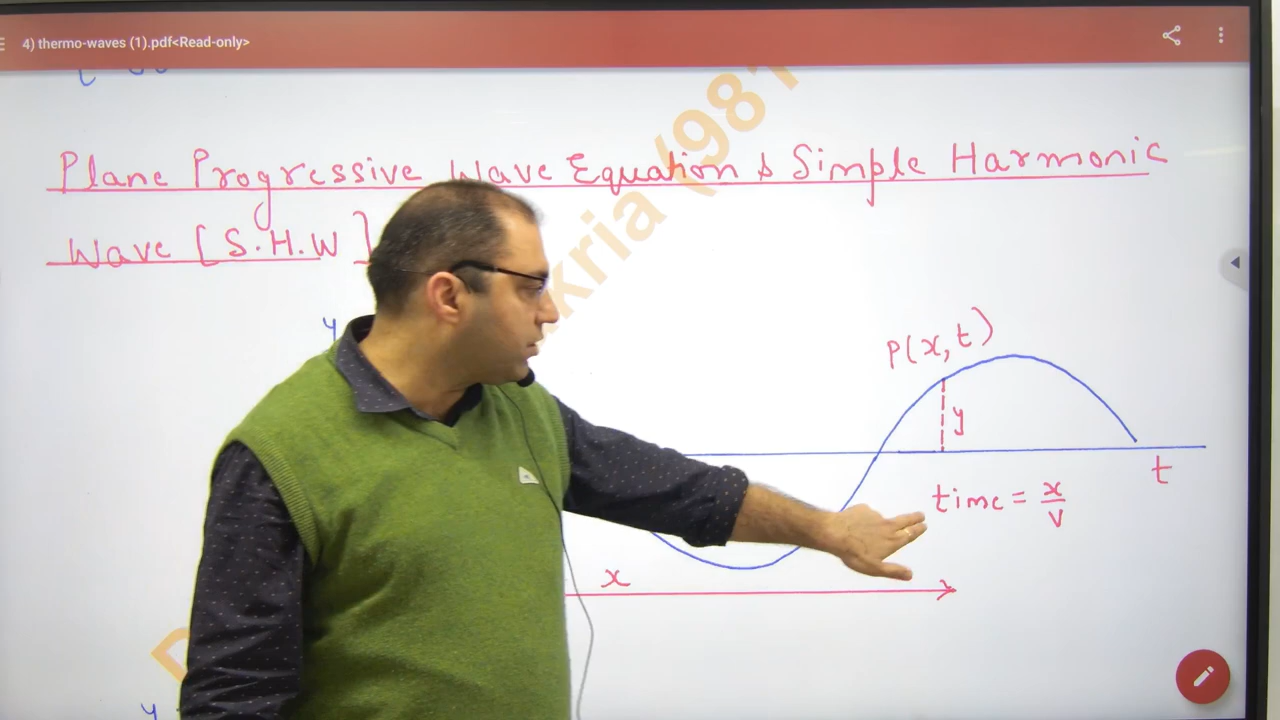 4) thermo-waves (1).pdf<Read-only>
Plane Progressive Wave Equation & Simple Harmonic
Wave [S.H.W]
y
P(x,t)
y
t
time = x/v
x
y